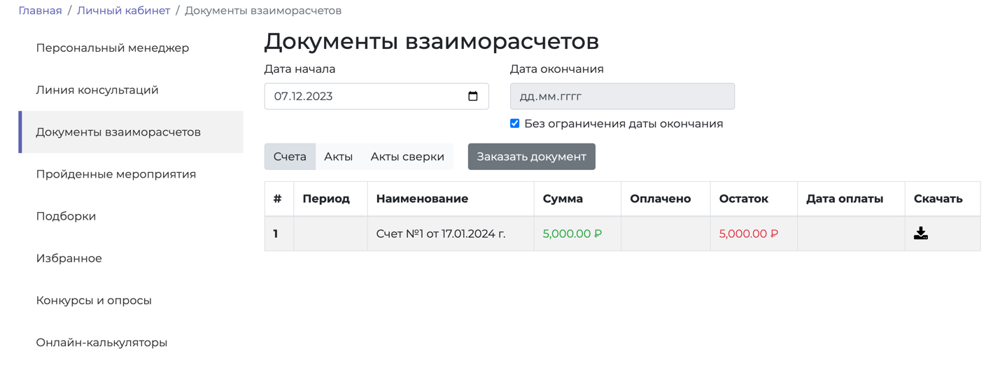 Главная / Личный кабинет / Документы взаиморасчетов
Персональный менеджер
Линия консультаций
Документы взаиморасчетов
Пройденные мероприятия
Подборки
Избранное
Конкурсы и опросы
Онлайн-калькуляторы
Документы взаиморасчетов
Дата начала Дата окончания
07.12.2023 дд.мм.гггг
Без ограничения даты окончания
Счета Акты Акты сверки Заказать документ
# Период Наименование Сумма Оплачено Остаток Дата оплаты Скачать
1 Счет №1 от 17.01.2024 г. 5,000.00 ₽ 5,000.00 ₽